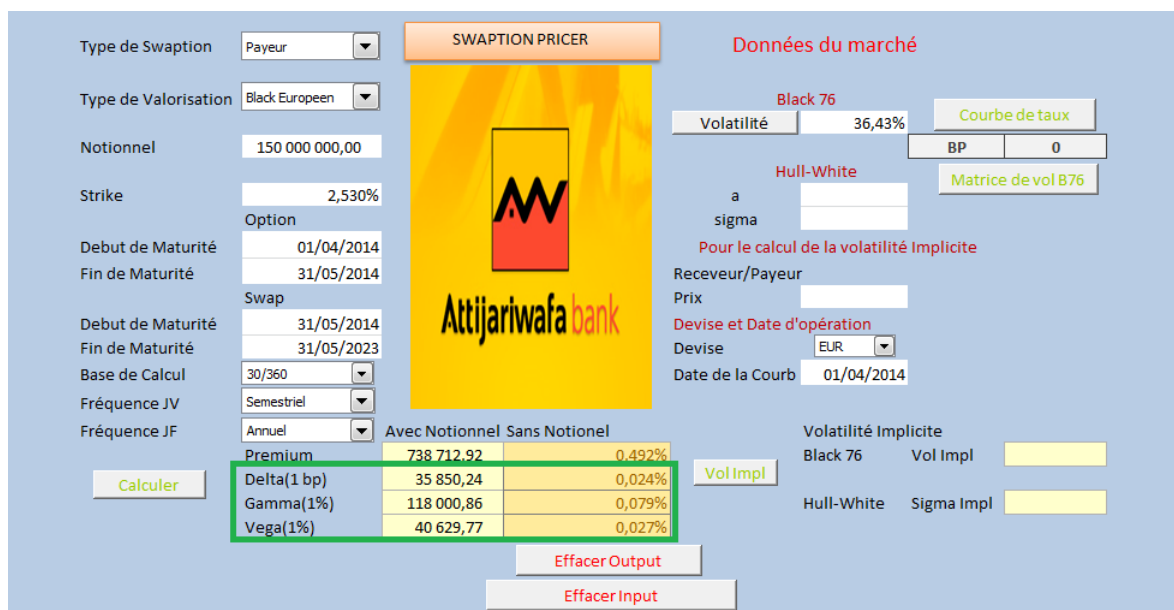 SWAPTION PRICER
Type de Swaption Payeur
Données du marché
Type de Valorisation Black Europeen
Black 76
Volatilité 36,43% Courbe de taux
Notionnel 150 000 000,00
BP 0
Hull-White
Matrice de vol B76
Strike 2,530%
a
Option
sigma
Debut de Maturité 01/04/2014
Pour le calcul de la volatilité Implicite
Fin de Maturité 31/05/2014
Receveur/Payeur
Swap
Prix
Attijariwafa bank
Debut de Maturité 31/05/2014
Devise et Date d'opération
Fin de Maturité 31/05/2023
Devise EUR
Base de Calcul 30/360
Date de la Courb 01/04/2014
Fréquence JV Semestriel
Fréquence JF Annuel
Avec Notionnel Sans Notionel
Volatilité Implicite
Premium 738 712.92 0.492%
Black 76 Vol Impl
Calculer
Delta(1 bp) 35 850,24 0,024%
Vol Impl
Gamma(1%) 118 000,86 0,079%
Hull-White Sigma Impl
Vega(1%) 40 629,77 0,027%
Effacer Output
Effacer Input